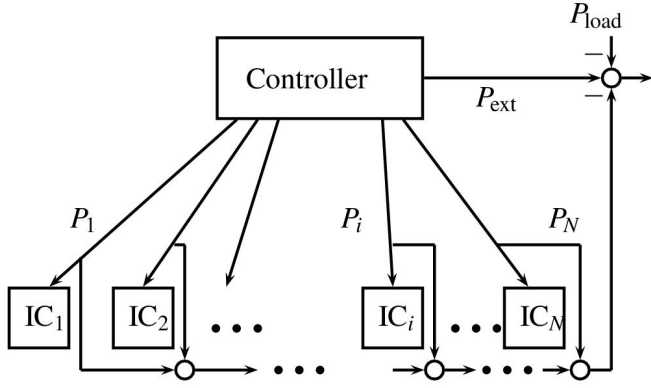 P_load
−
Controller
P_ext
−
P_1
P_i
P_N
IC_1
IC_2
• • •
IC_i
• • •
IC_N
• • •
• • •